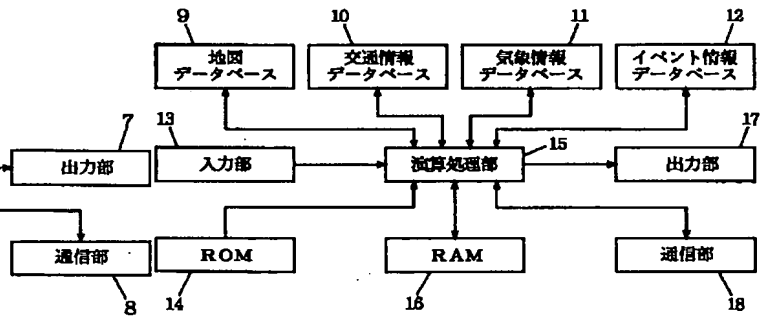 9
10
11
12
地図
データベース
交通情報
データベース
気象情報
データベース
イベント情報
データベース
7
13
15
17
出力部
入力部
演算処理部
出力部
通信部
ROM
RAM
通信部
8
14
16
18